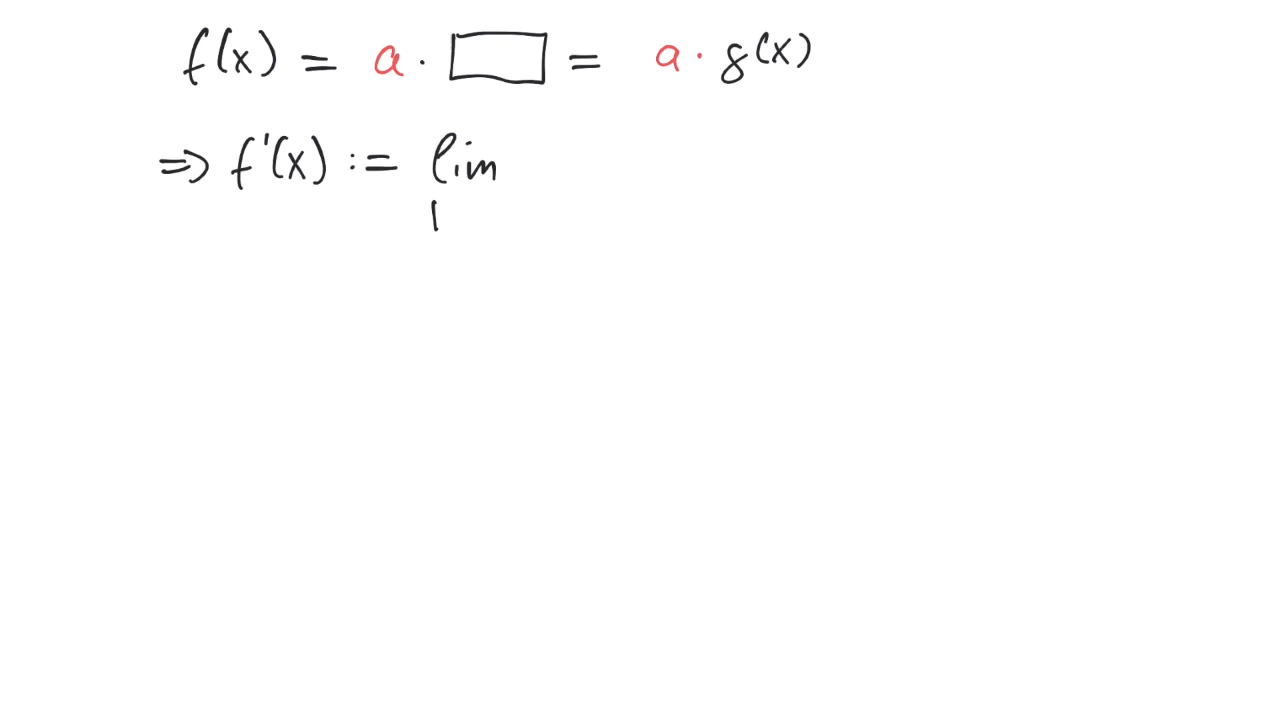 f(x) = a · □ = a · g(x)
⇒ f'(x) := lim